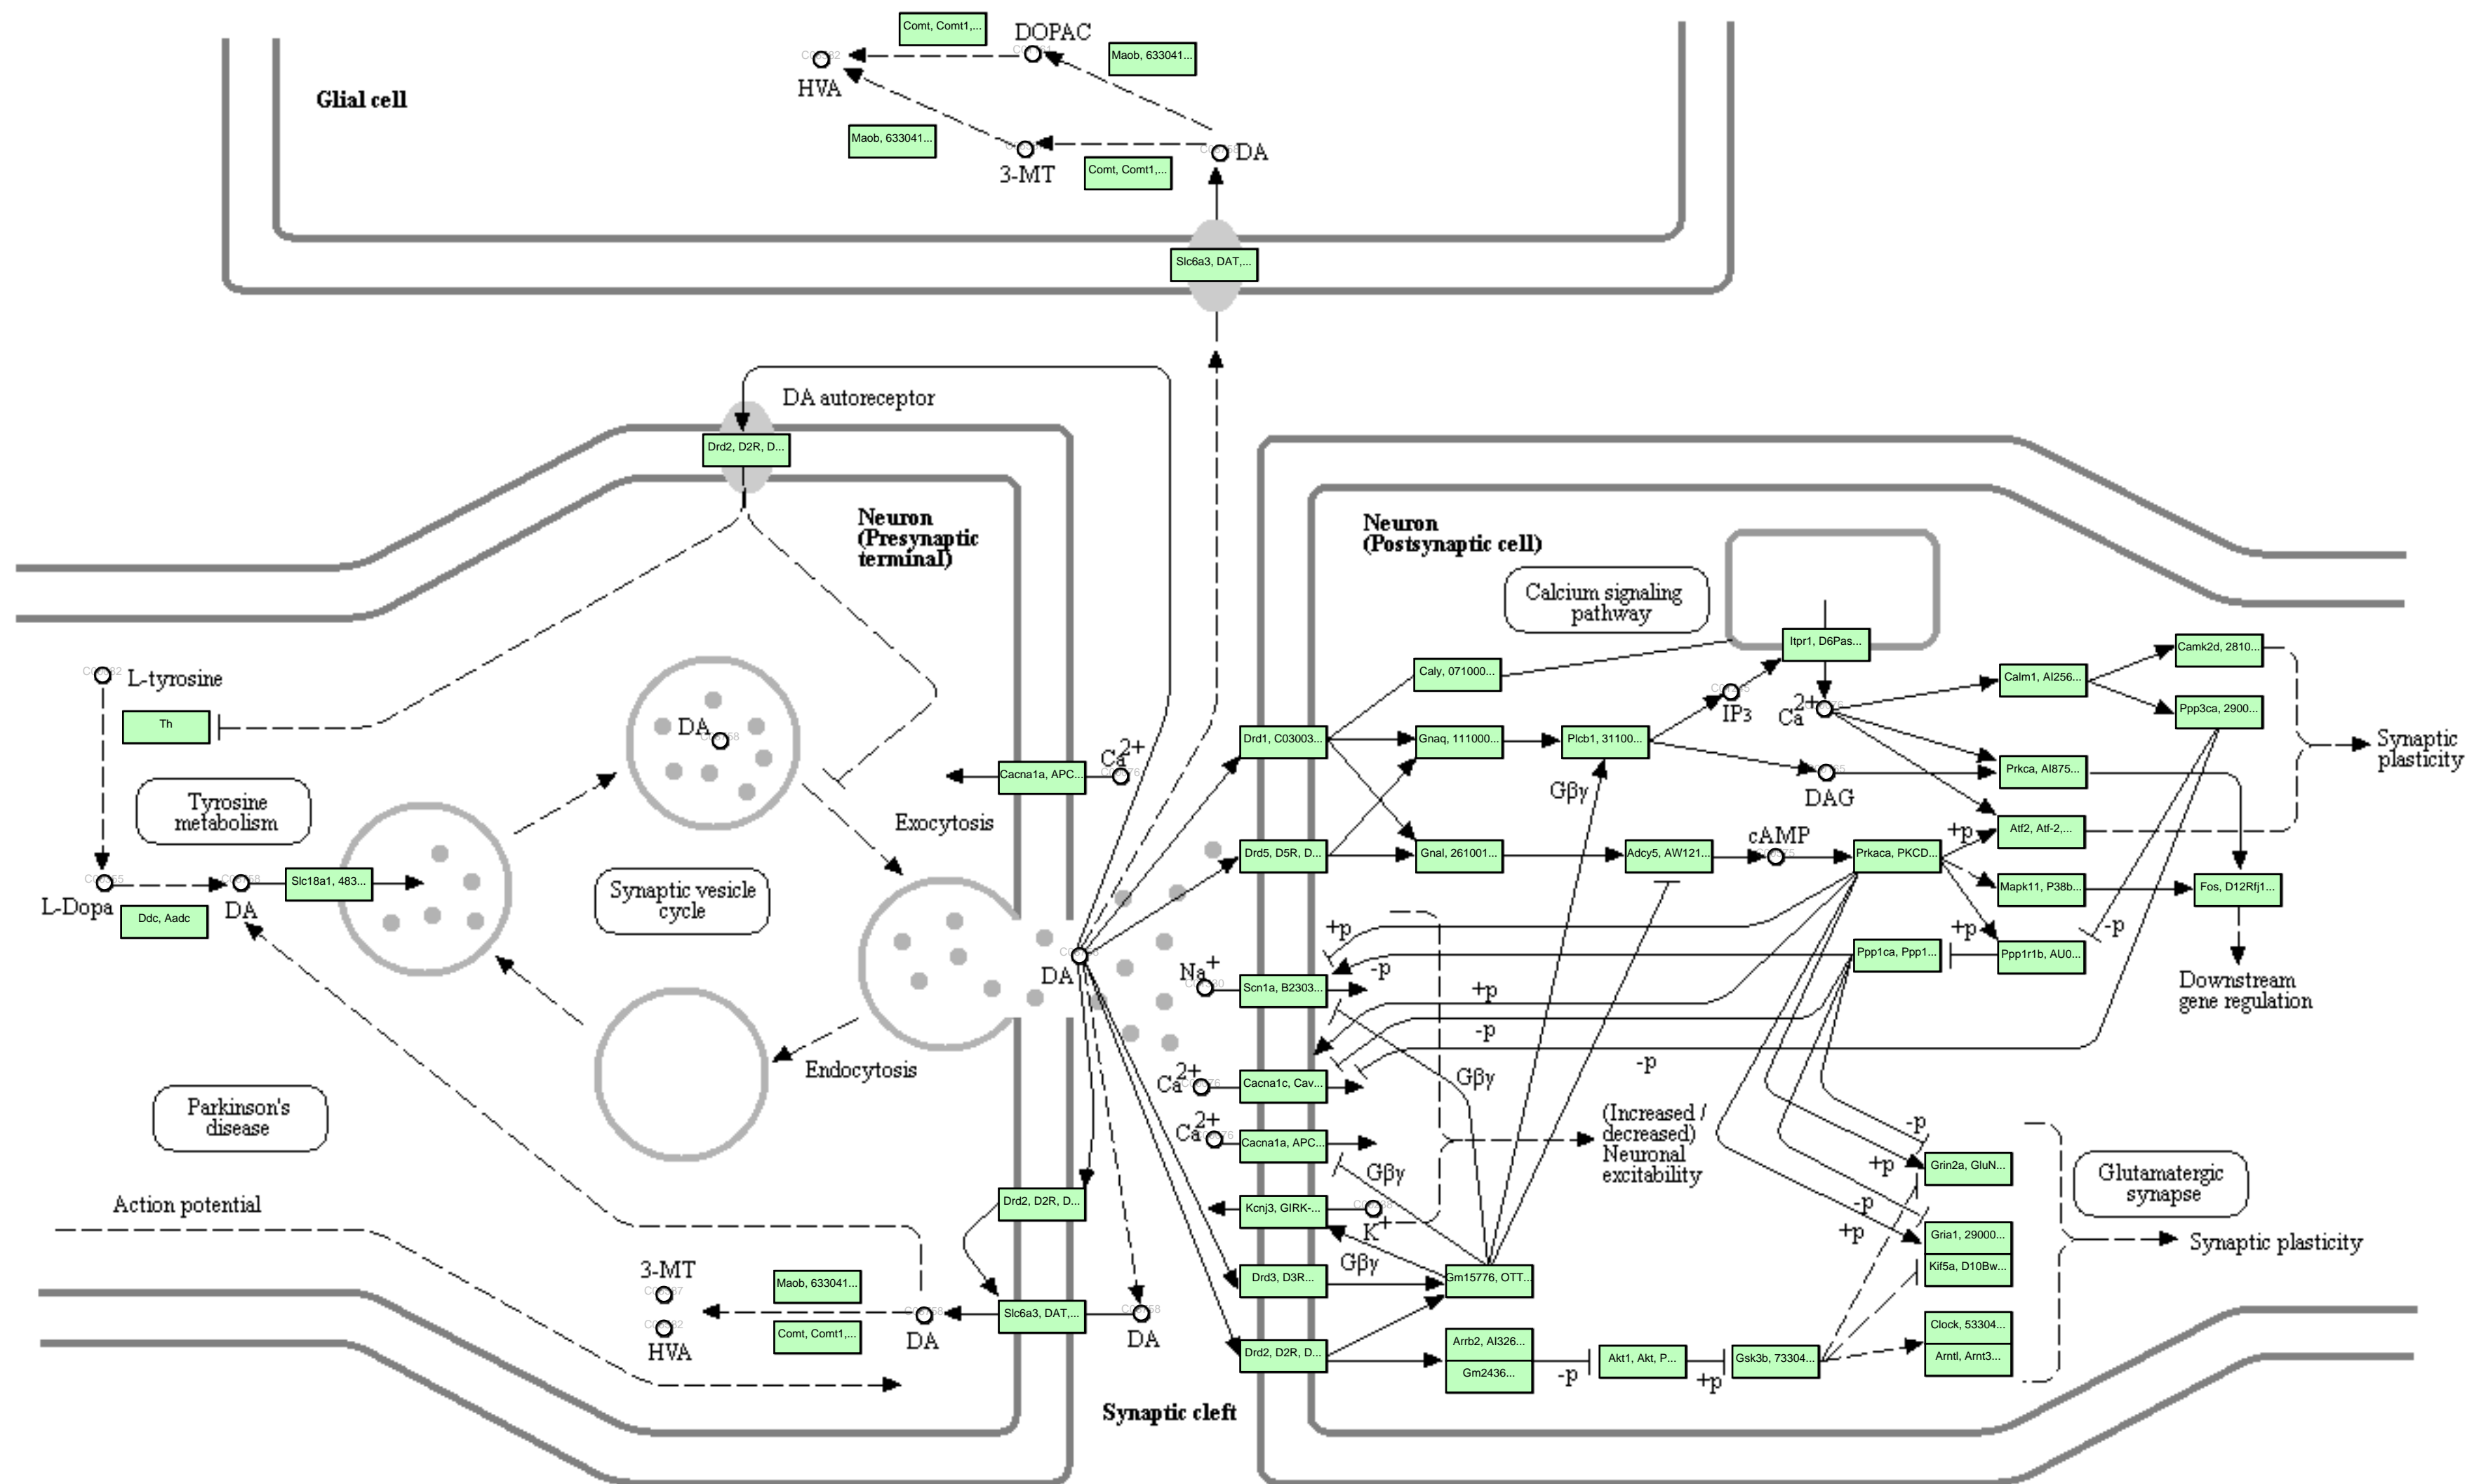 Comt, Comt1,...
DOPAC
Maob, 633041...
HVA
Glial cell
Maob, 633041...
DA
3-MT
Comt, Comt1,...
Slc6a3, DAT,...
DA autoreceptor
Drd2, D2R, D...
Neuron
(Presynaptic
terminal)
Neuron
(Postsynaptic cell)
Calcium signaling
pathway
Itpr1, D6Pas...
Camk2d, 2810...
L-tyrosine
Caly, 071000...
Calm1, AI256...
IP3
Ca2+
Ppp3ca, 2900...
Th
DA
Drd1, C03003...
Gnaq, 111000...
Plcb1, 31100...
Synaptic
plasticity
Ca2+
Cacna1a, APC...
Prkca, AI875...
Gβγ
DAG
Tyrosine
metabolism
Exocytosis
cAMP
+p
Atf2, Atf-2,...
Drd5, D5R, D...
Gnal, 261001...
Adcy5, AW121...
Prkaca, PKCD...
Slc18a1, 483...
Mapk11, P38b...
Fos, D12Rfj1...
L-Dopa
Ddc, Aadc
DA
Synaptic vesicle
cycle
+p
+p
-p
DA
Na+
-p
Ppp1ca, Ppp1...
Ppp1r1b, AU0...
Scn1a, B2303...
+p
Downstream
gene regulation
-p
Endocytosis
-p
Ca2+
Cacna1c, Cav...
Gβγ
Parkinson's
disease
(Increased /
decreased)
Neuronal
excitability
Ca2+
Cacna1a, APC...
-p
Gβγ
+p
Grin2a, GluN...
Glutamatergic
synapse
Action potential
Drd2, D2R, D...
Kcnj3, GIRK-...
K+
-p
+p
Gria1, 29000...
Synaptic plasticity
3-MT
Maob, 633041...
Gβγ
Drd3, D3R...
Gm15776, OTT...
Kif5a, D10Bw...
Slc6a3, DAT,...
HVA
Comt, Comt1,...
DA
DA
Drd2, D2R, D...
Arrb2, AI326...
Gm2436...
-p
Akt1, Akt, P...
+p
Gsk3b, 73304...
Clock, 53304...
Arntl, Arnt3...
Synaptic cleft